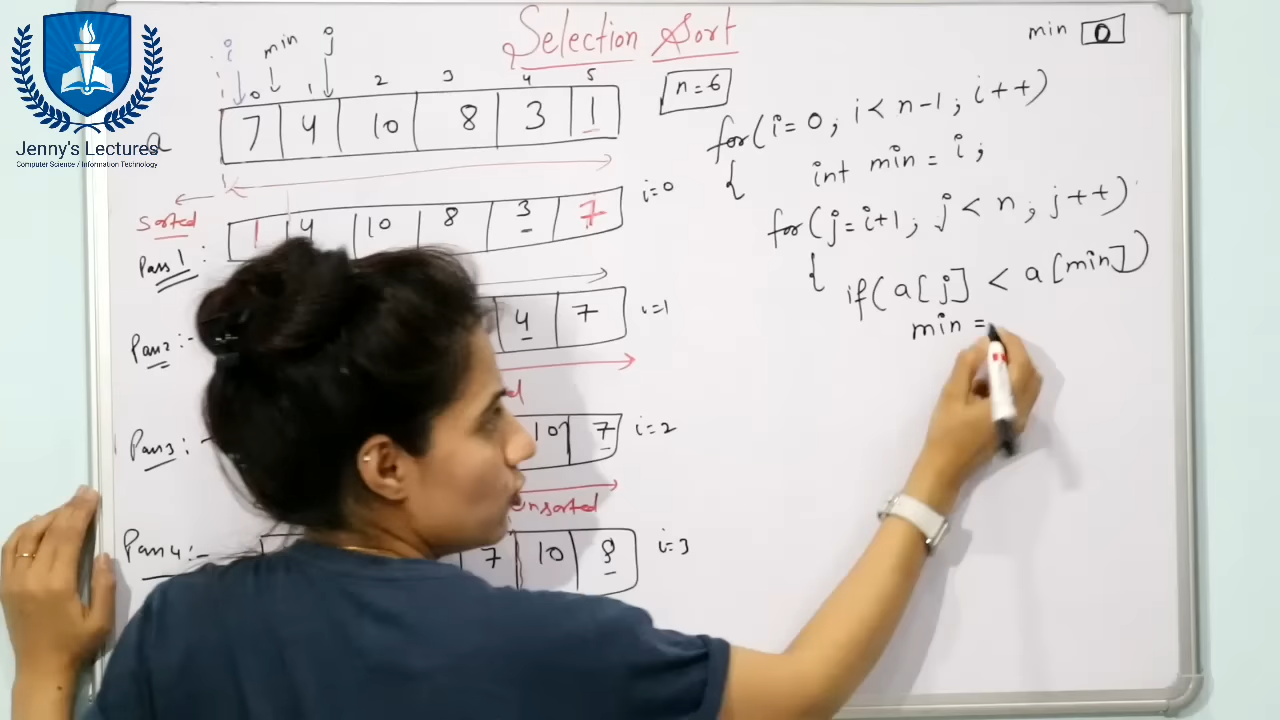 Jenny's Lectures
Computer Science / Information Technology
Selection Sort
min 0
i min j
0 1 2 3 4 5
a 7 4 10 8 3 1
n=6
for(i=0; i<n-1; i++)
{ int min = i;
for(j=i+1; j<n; j++)
{ if(a[j] < a[min])
min =
Sorted
Pass 1 : 1 4 10 8 3 7 i=0
Pass 2 :- 4 7 i=1
Pass 3 : 10 7 i=2
unsorted
Pass 4 :- 7 10 8 i=3